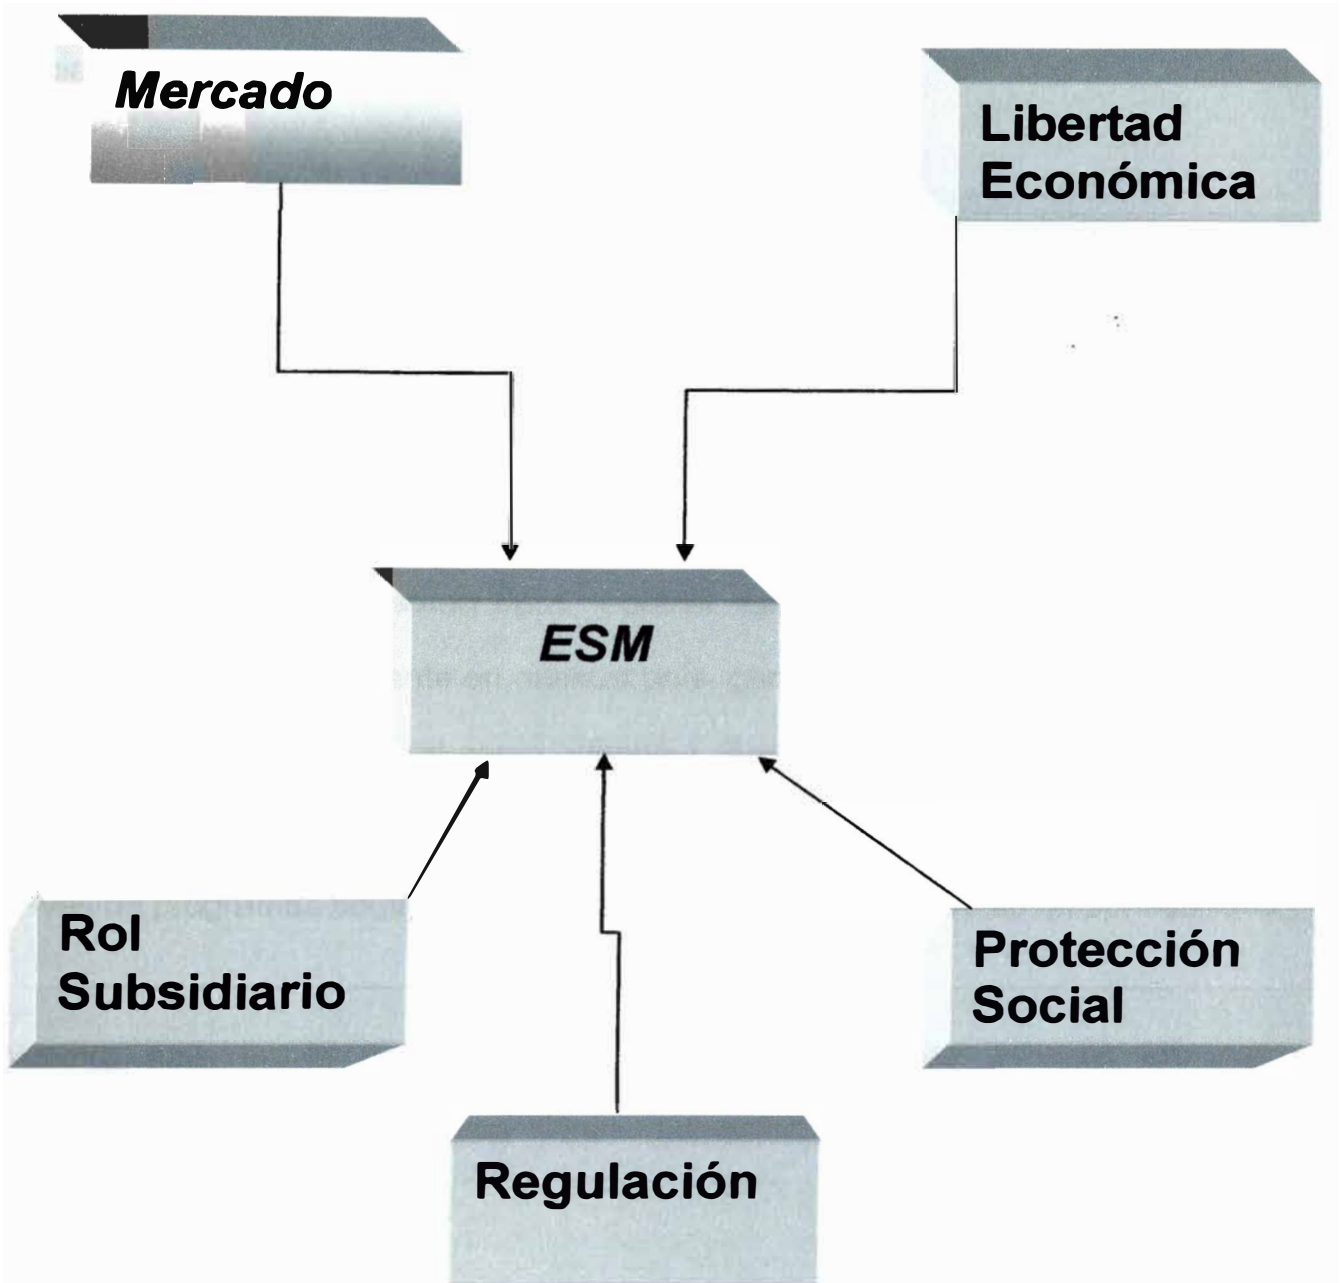 Mercado
Libertad
Económica
ESM
Rol
Subsidiario
Protección
Social
Regulación